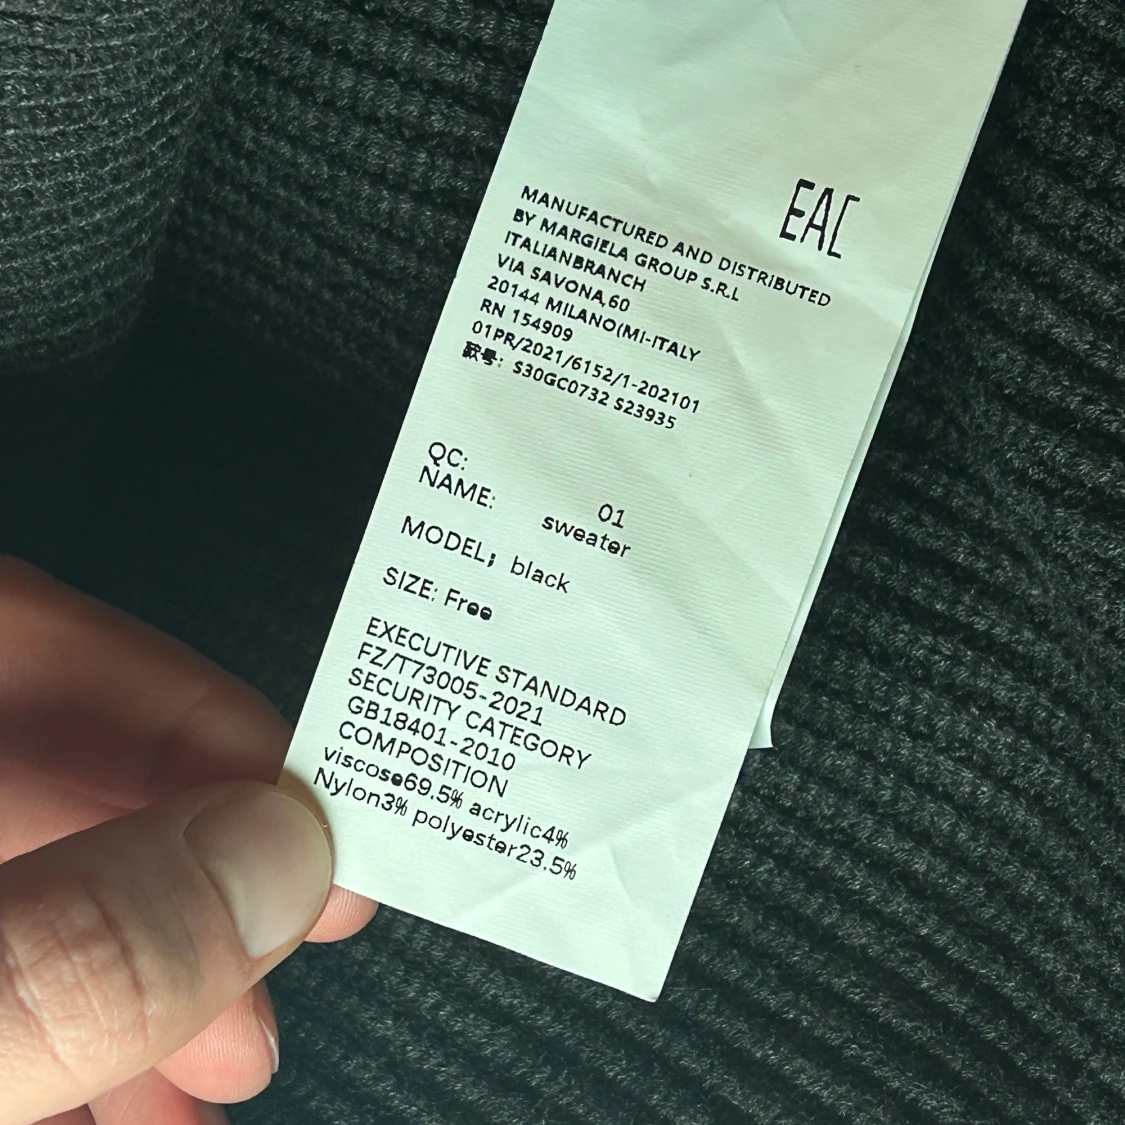 EAC
MANUFACTURED AND DISTRIBUTED
BY MARGIELA GROUP S.R.L
ITALIANBRANCH
VIA SAVONA,60
20144 MILANO(MI-ITALY
RN 154909
01PR/2021/6152/1-202101
款号: S30GC0732 S23935
QC: 01
NAME: sweater
MODEL; black
SIZE: Free
EXECUTIVE STANDARD
FZ/T73005-2021
SECURITY CATEGORY
GB18401-2010
COMPOSITION
viscose69.5% acrylic4%
Nylon3% polyester23.5%